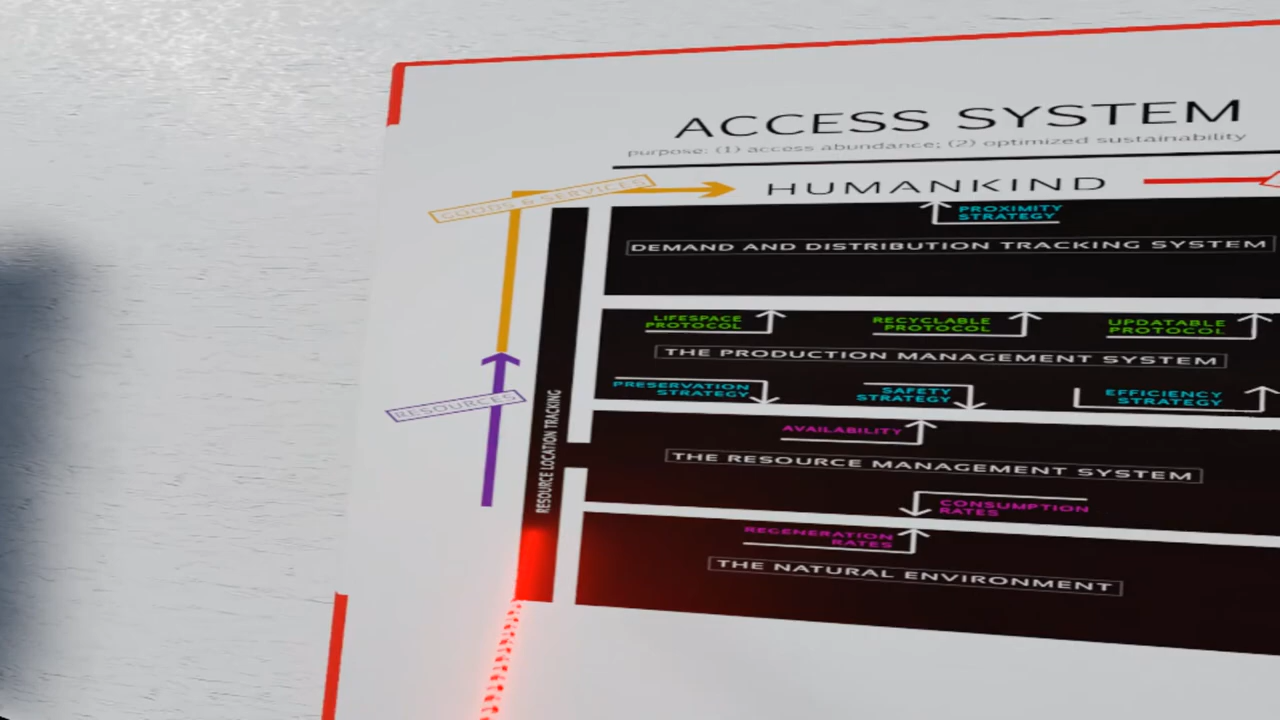 ACCESS SYSTEM
purpose: (1) access abundance; (2) optimized sustainability
GOODS & SERVICES
HUMANKIND
PROXIMITY
STRATEGY
DEMAND AND DISTRIBUTION TRACKING SYSTEM
LIFESPACE
PROTOCOL
RECYCLABLE
PROTOCOL
UPDATABLE
PROTOCOL
THE PRODUCTION MANAGEMENT SYSTEM
PRESERVATION
STRATEGY
SAFETY
STRATEGY
EFFICIENCY
STRATEGY
RESOURCES
RESOURCE LOCATION TRACKING
AVAILABILITY
THE RESOURCE MANAGEMENT SYSTEM
CONSUMPTION
RATES
REGENERATION
RATES
THE NATURAL ENVIRONMENT